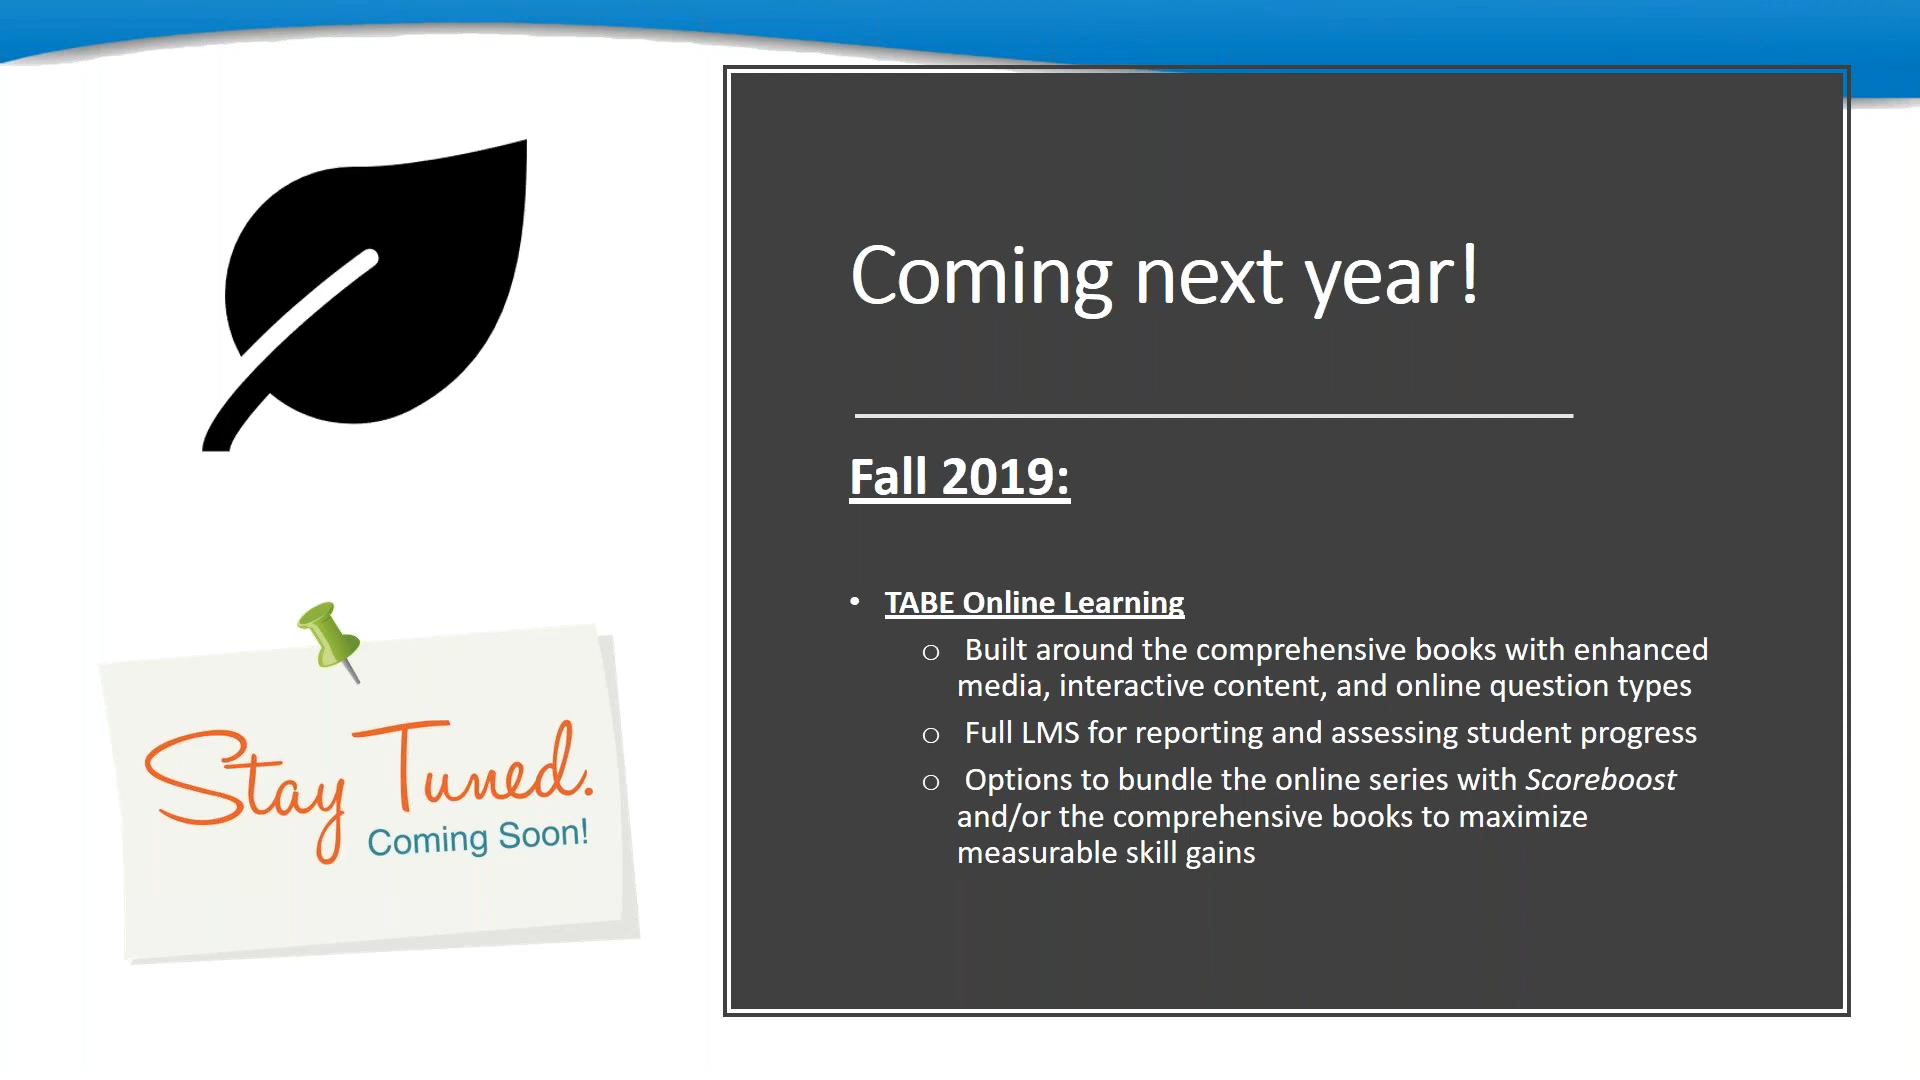 Coming next year!
Fall 2019:
• TABE Online Learning
o Built around the comprehensive books with enhanced
media, interactive content, and online question types
o Full LMS for reporting and assessing student progress
o Options to bundle the online series with Scoreboost
and/or the comprehensive books to maximize
measurable skill gains
Stay Tuned.
Coming Soon!